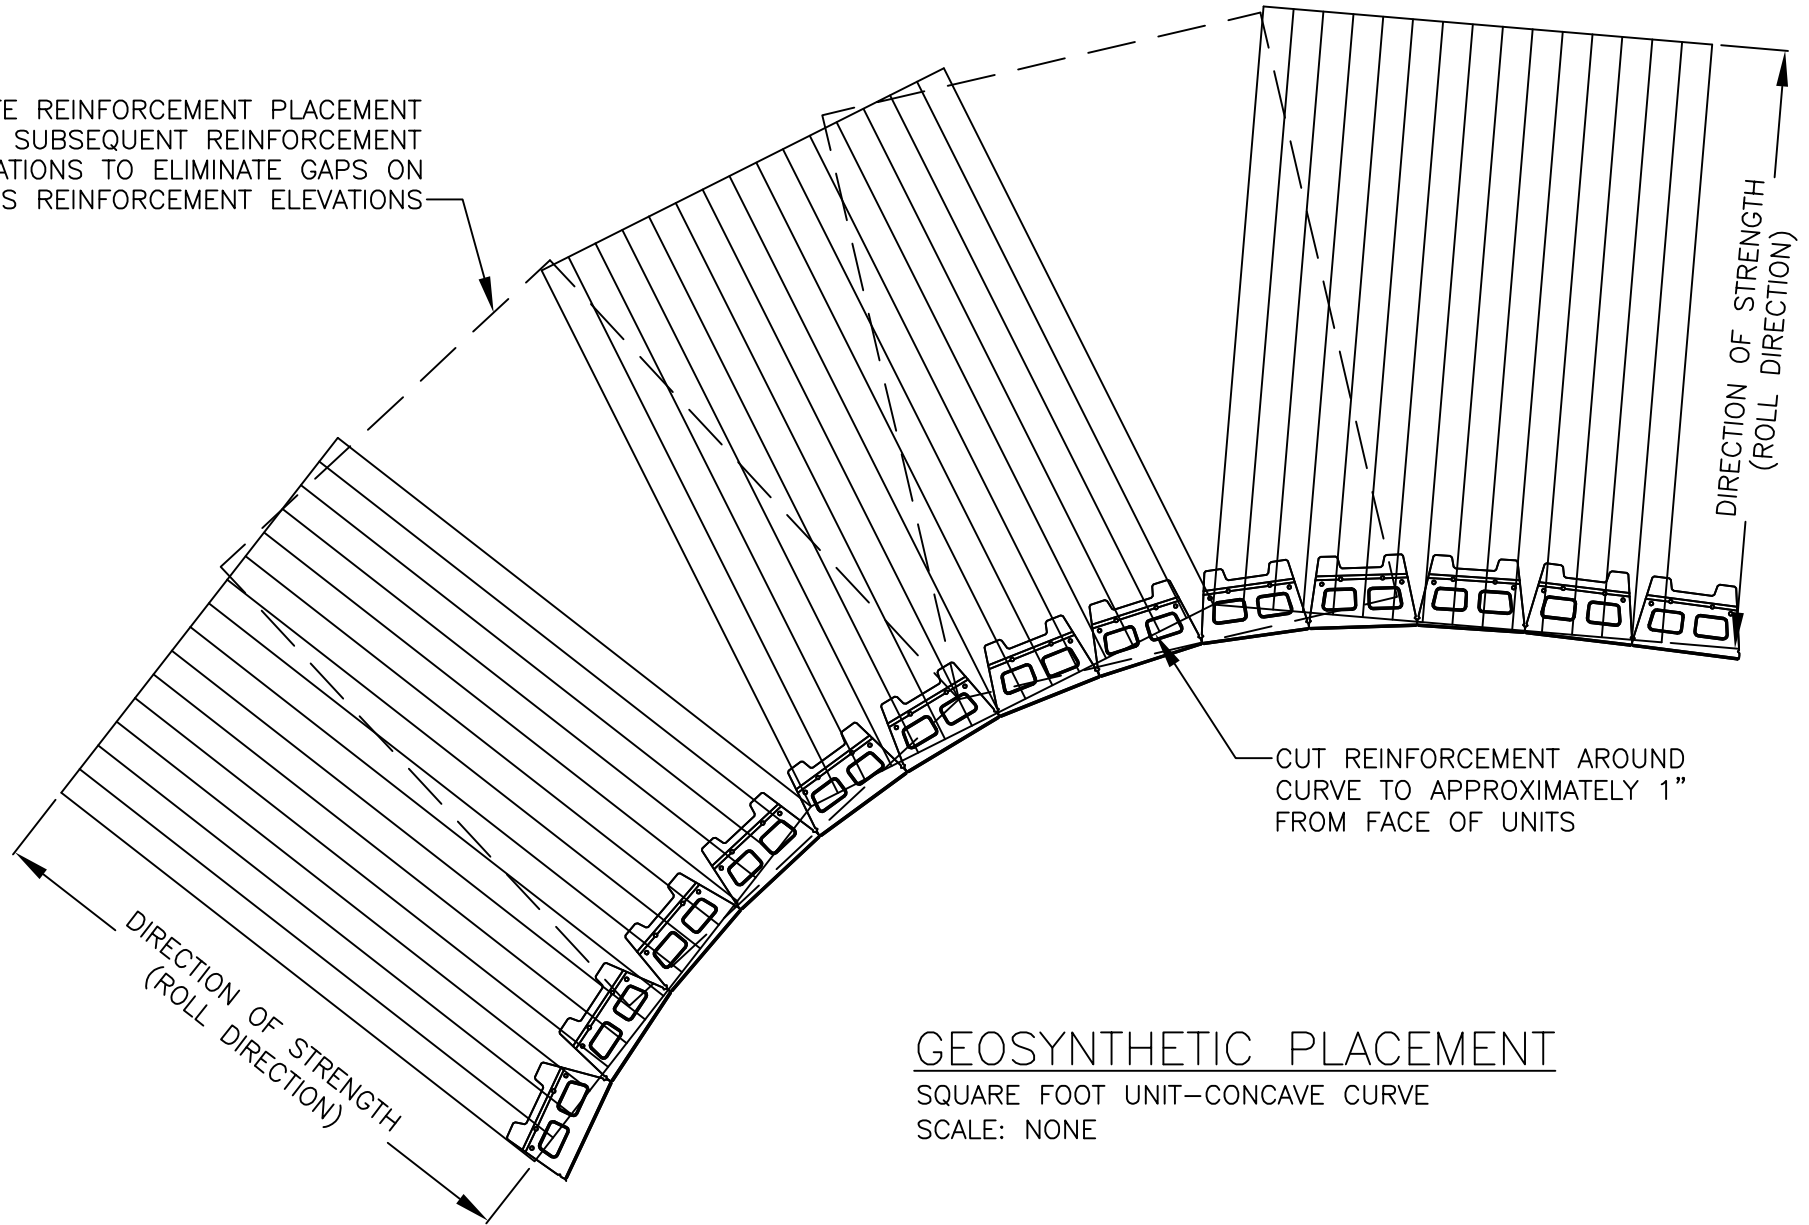 REINFORCEMENT PLACEMENT
SUBSEQUENT REINFORCEMENT
TO ELIMINATE GAPS ON
REINFORCEMENT ELEVATIONS
DIRECTION OF STRENGTH
(ROLL DIRECTION)
CUT REINFORCEMENT AROUND
CURVE TO APPROXIMATELY 1”
FROM FACE OF UNITS
DIRECTION OF STRENGTH
(ROLL DIRECTION)
GEOSYNTHETIC PLACEMENT
SQUARE FOOT UNIT-CONCAVE CURVE
SCALE: NONE